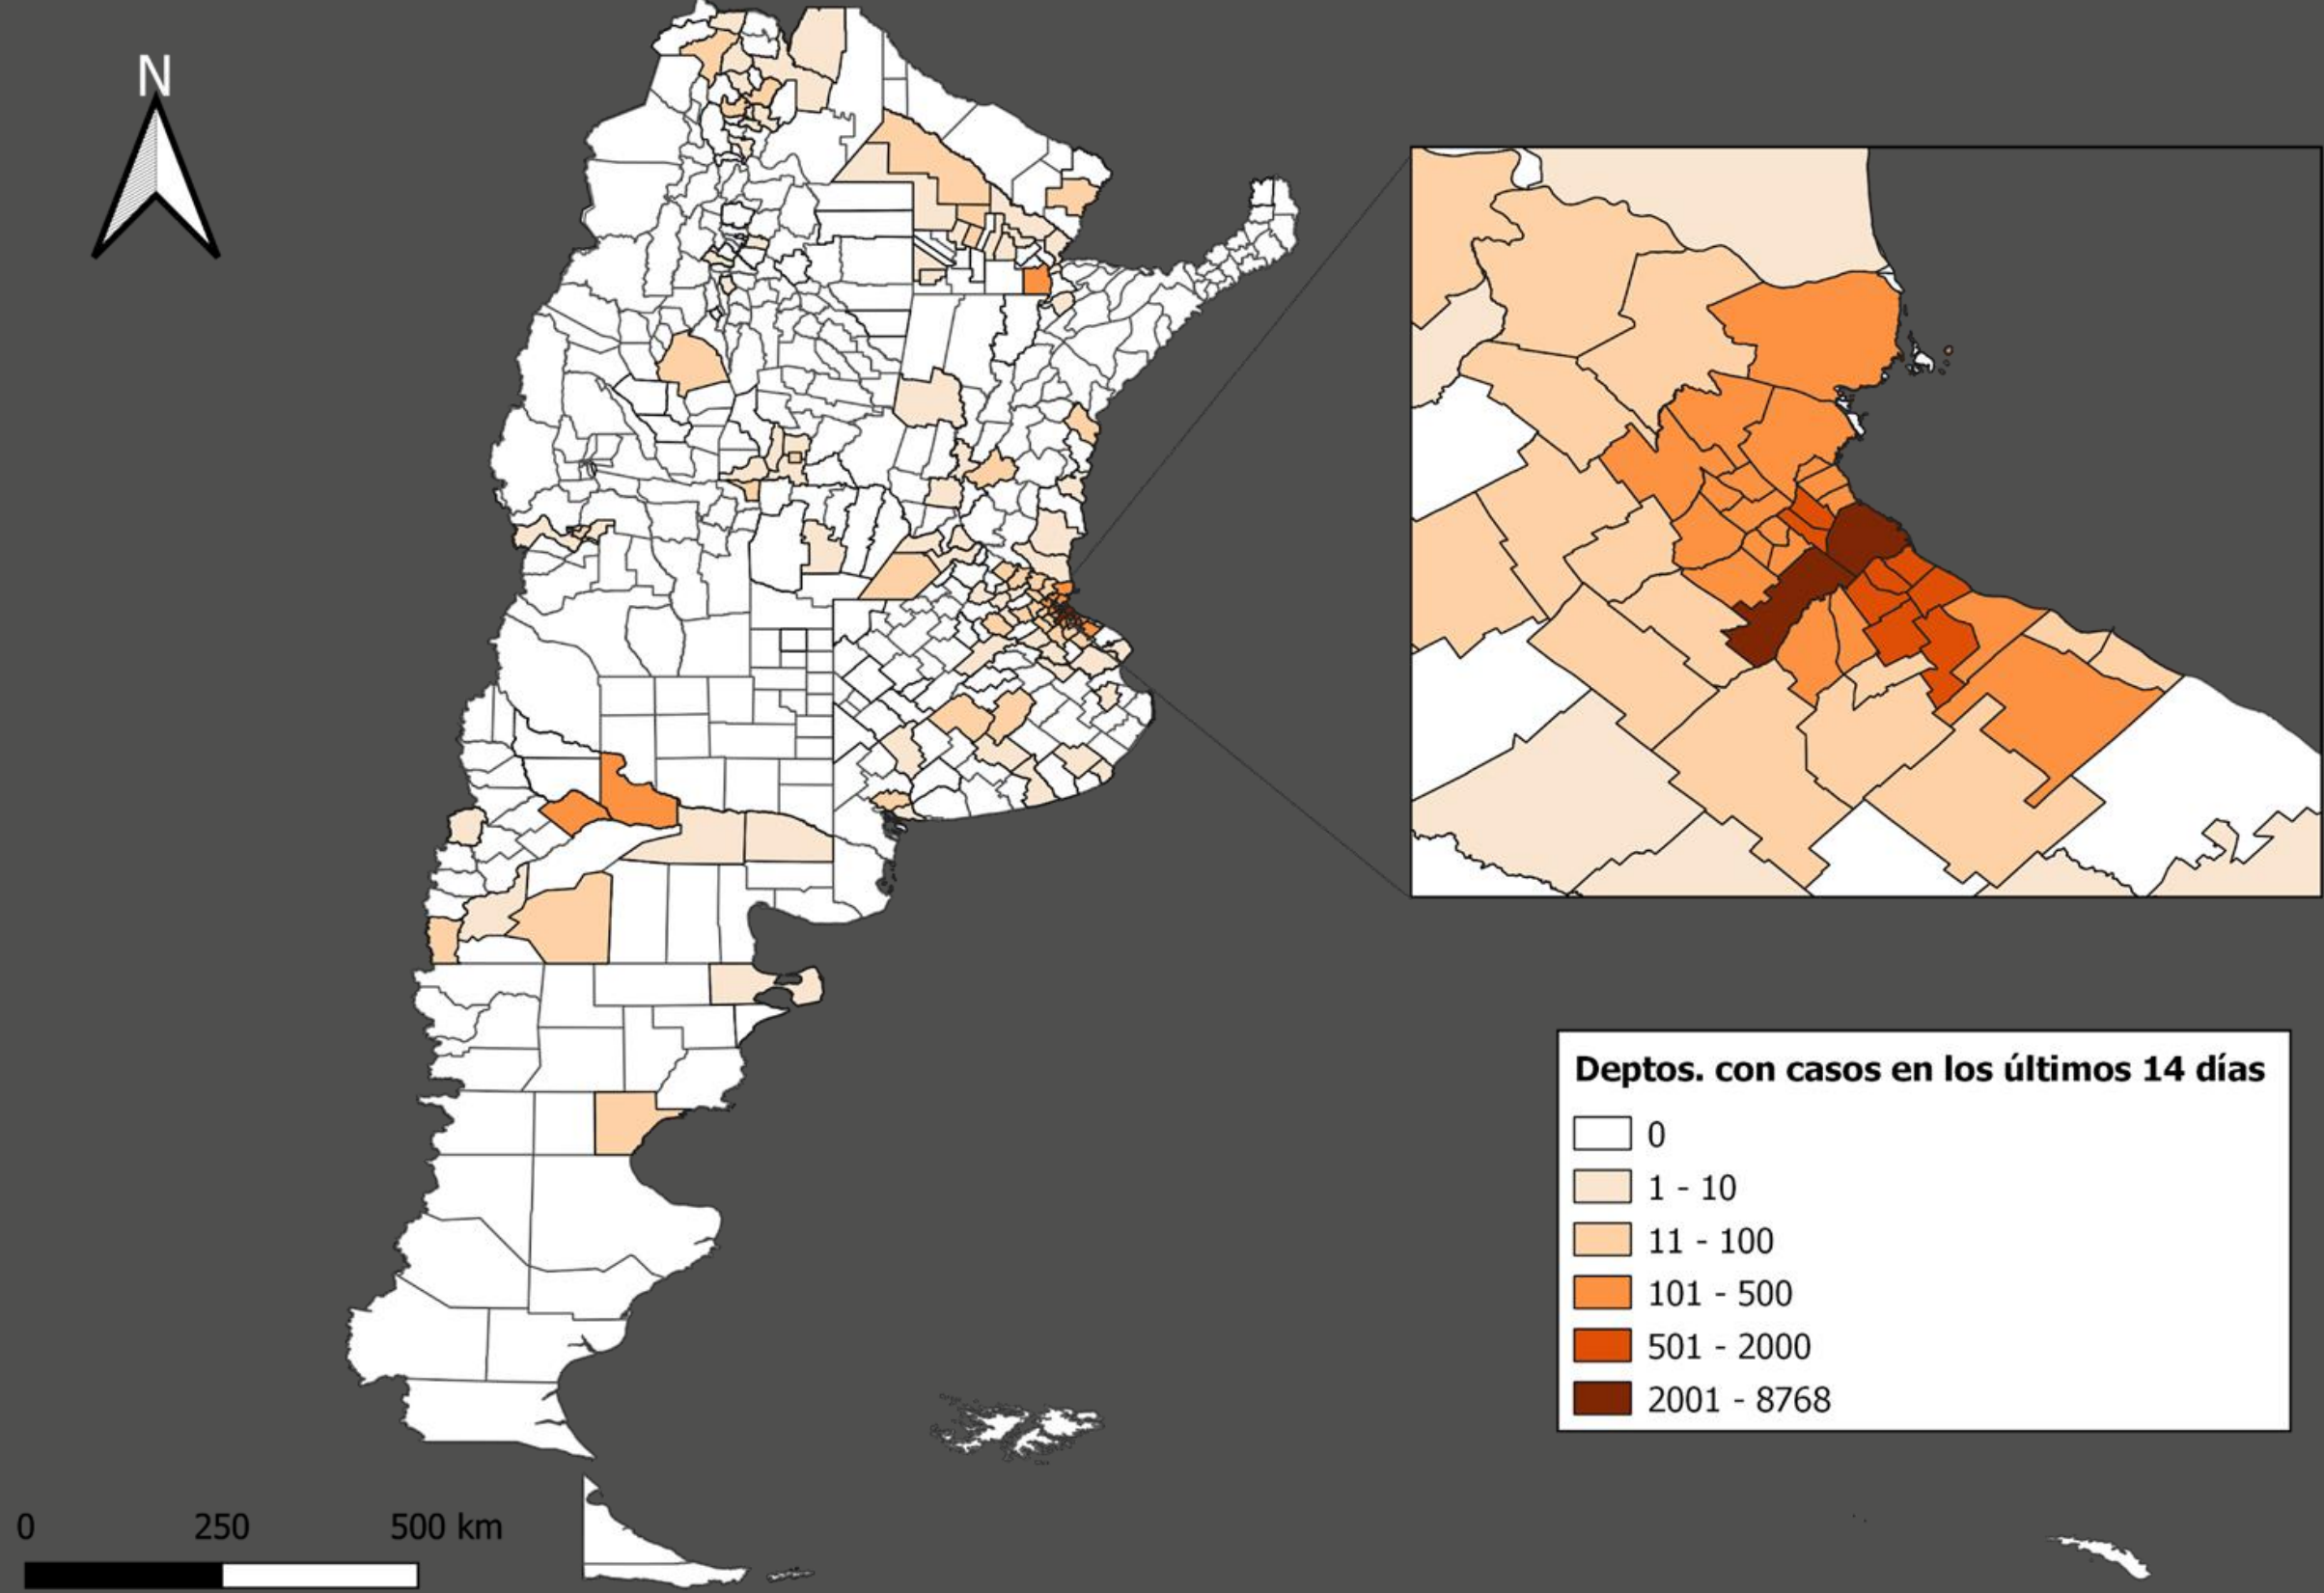 N
Deptos. con casos en los últimos 14 días
0
1 - 10
11 - 100
101 - 500
501 - 2000
2001 - 8768
0 250 500 km